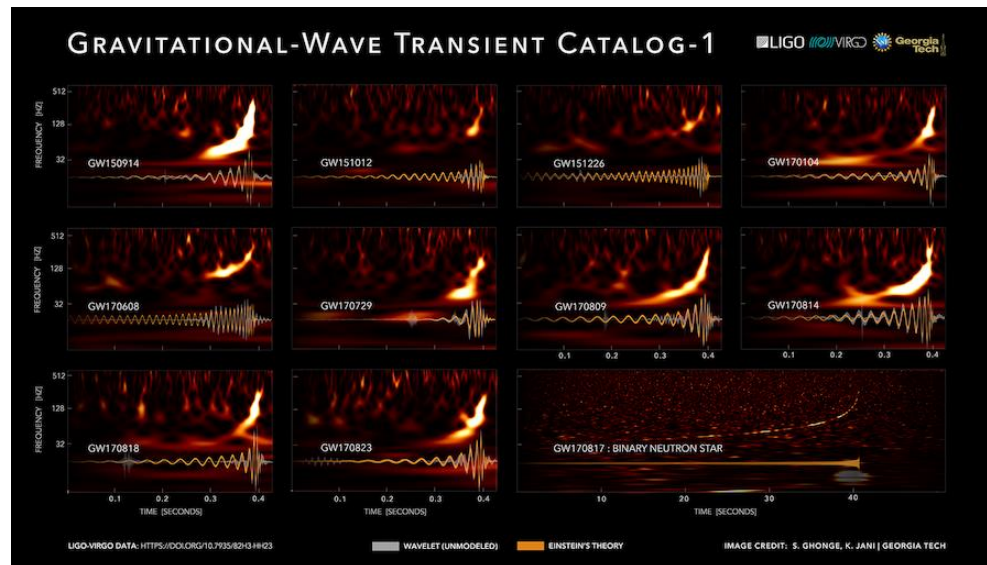 GRAVITATIONAL-WAVE TRANSIENT CATALOG-1
LIGO
VIRGO
Georgia
Tech
FREQUENCY [HZ]
512
128
32
GW150914
GW151012
GW151226
GW170104
FREQUENCY [HZ]
512
128
32
GW170608
GW170729
GW170809
GW170814
0.1 0.2 0.3 0.4
0.1 0.2 0.3 0.4
FREQUENCY [HZ]
512
128
32
GW170818
GW170823
GW170817 : BINARY NEUTRON STAR
0.1 0.2 0.3 0.4
0.1 0.2 0.3 0.4
10 20 30 40
TIME [SECONDS]
TIME [SECONDS]
TIME [SECONDS]
LIGO-VIRGO DATA: HTTPS://DOI.ORG/10.7935/82H3-HH23
WAVELET (UNMODELED)
EINSTEIN'S THEORY
IMAGE CREDIT: S. GHONGE, K. JANI | GEORGIA TECH